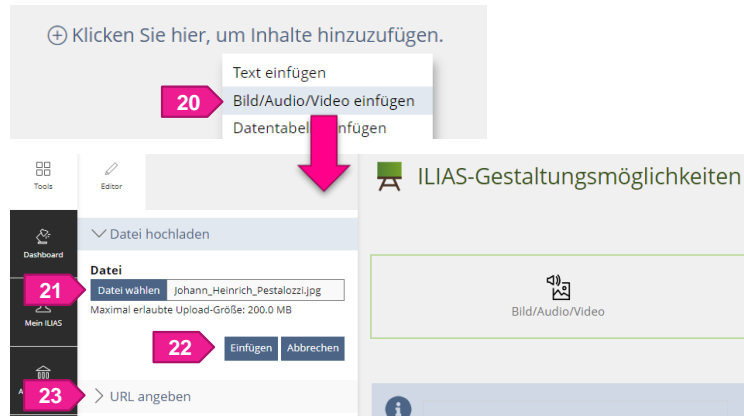 Klicken Sie hier, um Inhalte hinzuzufügen.
Text einfügen
20
Bild/Audio/Video einfügen
Tools
Editor
ILIAS-Gestaltungsmöglichkeiten
Dashboard
Datei hochladen
Datei
21
Datei wählen Johann_Heinrich_Pestalozzi.jpg
Maximal erlaubte Upload-Größe: 200.0 MB
Mein ILIAS
Bild/Audio/Video
22
Einfügen Abbrechen
23
URL angeben